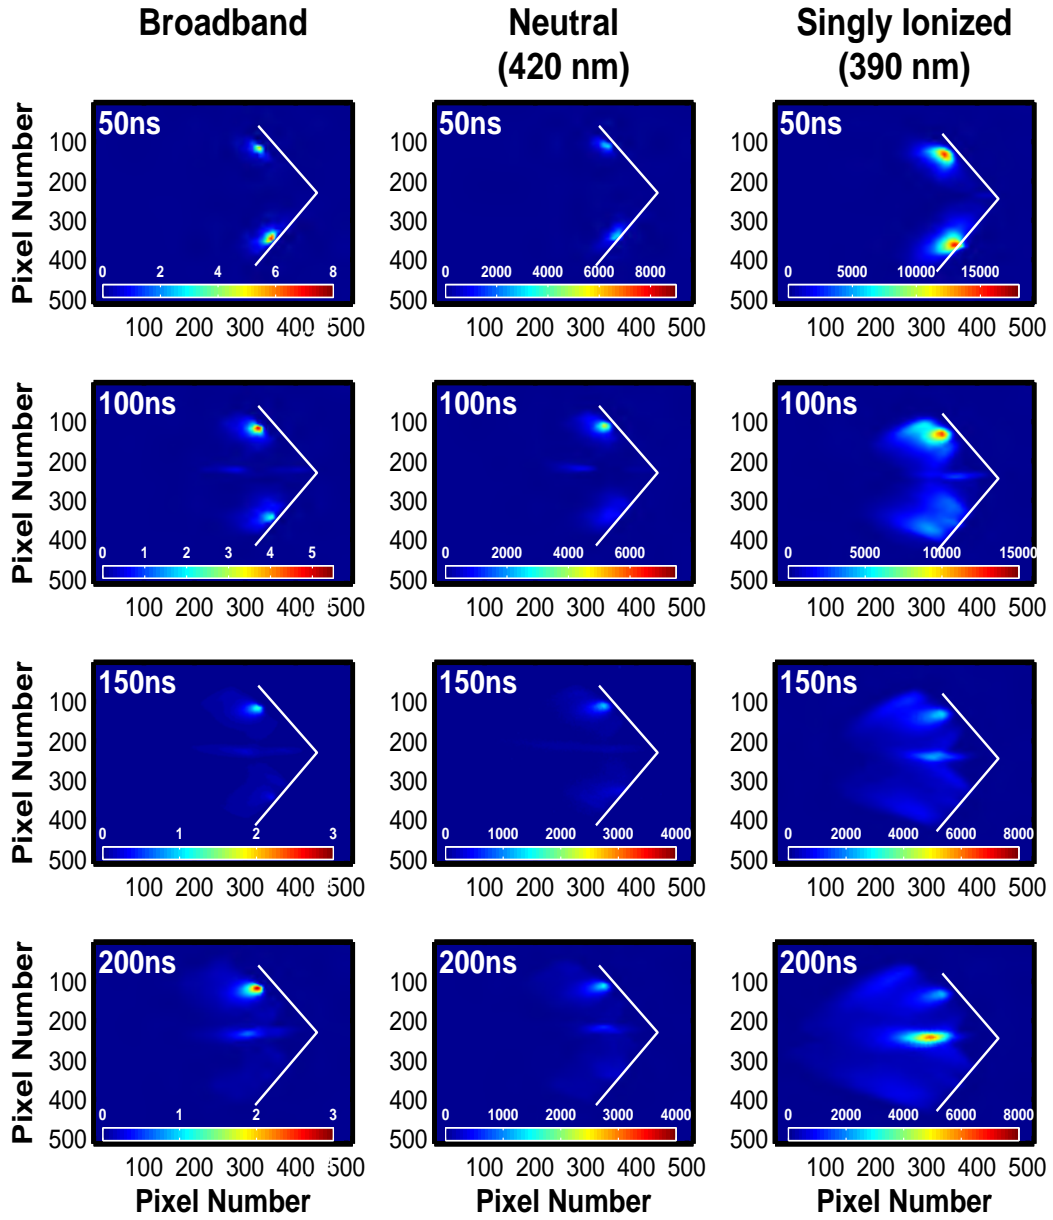 Broadband Neutral Singly Ionized
(420 nm) (390 nm)
50ns 50ns 50ns
Pixel Number
100 100 100
200 200 200
300 300 300
400 400 400
0 2 4 6 8 0 2000 4000 6000 8000 0 5000 10000 15000
500 500 500
100 200 300 400 500 100 200 300 400 500 100 200 300 400 500
100ns 100ns 100ns
Pixel Number
100 100 100
200 200 200
300 300 300
400 400 400
0 1 2 3 4 5 0 2000 4000 6000 0 5000 10000 15000
500 500 500
100 200 300 400 500 100 200 300 400 500 100 200 300 400 500
150ns 150ns 150ns
Pixel Number
100 100 100
200 200 200
300 300 300
400 400 400
0 1 2 3 0 1000 2000 3000 4000 0 2000 4000 6000 8000
500 500 500
100 200 300 400 500 100 200 300 400 500 100 200 300 400 500
200ns 200ns 200ns
Pixel Number
100 100 100
200 200 200
300 300 300
400 400 400
0 1 2 3 0 1000 2000 3000 4000 0 2000 4000 6000 8000
500 500 500
100 200 300 400 500 100 200 300 400 500 100 200 300 400 500
Pixel Number Pixel Number Pixel Number